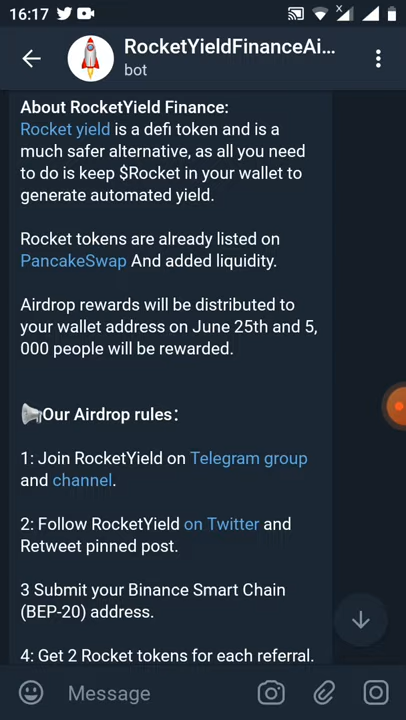 16:17
RocketYieldFinanceAi...
bot
About RocketYield Finance:
Rocket yield is a defi token and is a
much safer alternative, as all you need
to do is keep $Rocket in your wallet to
generate automated yield.
Rocket tokens are already listed on
PancakeSwap And added liquidity.
Airdrop rewards will be distributed to
your wallet address on June 25th and 5,
000 people will be rewarded.
Our Airdrop rules:
1: Join RocketYield on Telegram group
and channel.
2: Follow RocketYield on Twitter and
Retweet pinned post.
3 Submit your Binance Smart Chain
(BEP-20) address.
4: Get 2 Rocket tokens for each referral.
Message